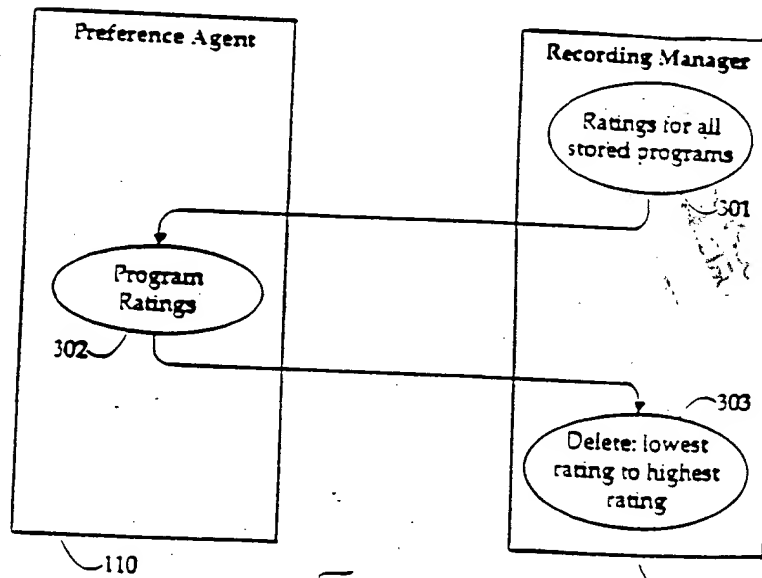 Preference Agent
Recording Manager
Ratings for all
stored programs
301
Program
Ratings
302
303
Delete: lowest
rating to highest
rating
110